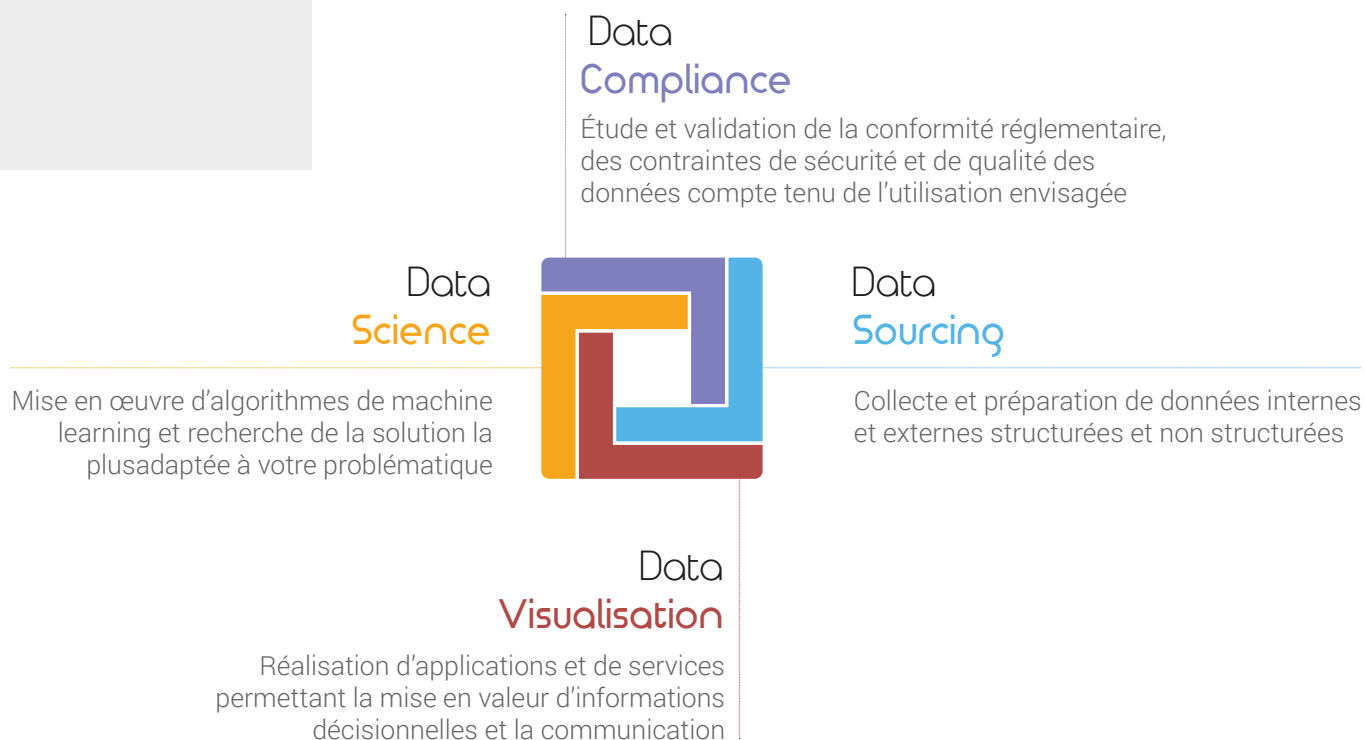 Data
Compliance
Étude et validation de la conformité réglementaire,
des contraintes de sécurité et de qualité des
données compte tenu de l’utilisation envisagée
Data
Science
Mise en œuvre d’algorithmes de machine
learning et recherche de la solution la
plusadaptée à votre problématique
Data
Sourcing
Collecte et préparation de données internes
et externes structurées et non structurées
Data
Visualisation
Réalisation d’applications et de services
permettant la mise en valeur d’informations
décisionnelles et la communication